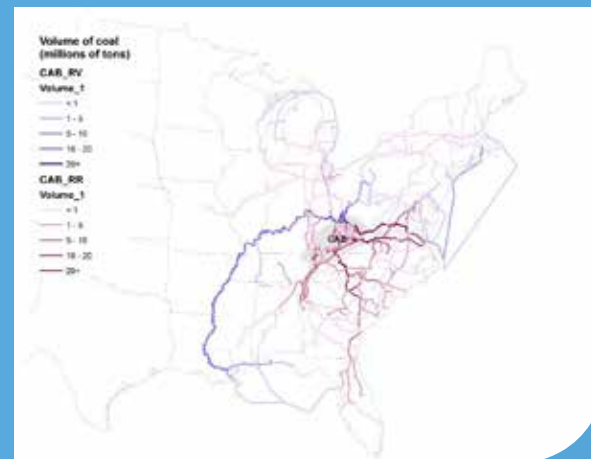 Volume of coal
(millions of tons)
CAB_RV
Volume_1
< 1
1 - 5
5 - 10
10 - 20
20+
CAB_RR
Volume_1
< 1
1 - 5
5 - 10
10 - 20
20+
CAB